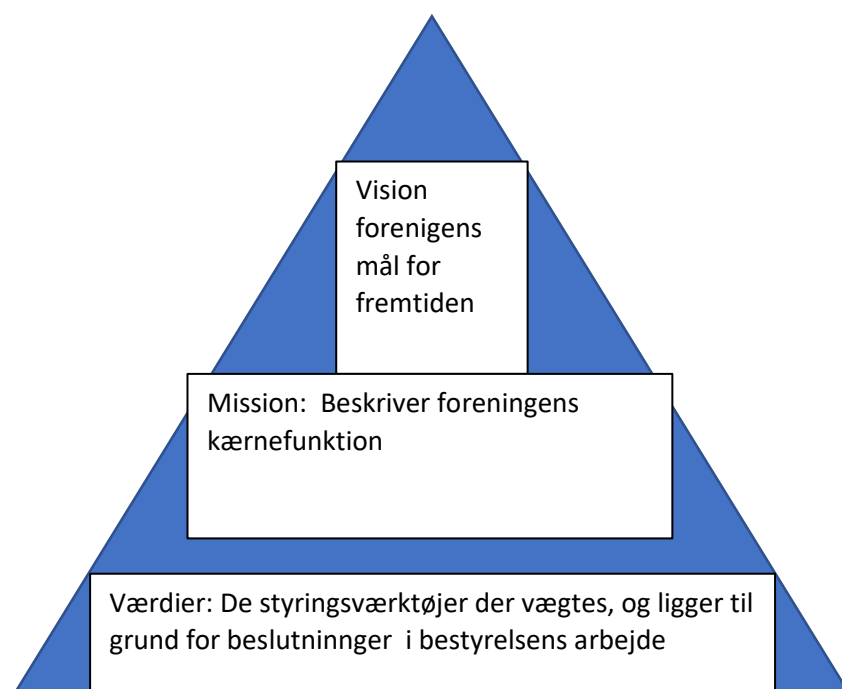 Vision
forenigens
mål for
fremtiden
Mission:  Beskriver foreningens
kærnefunktion
Værdier: De styringsværktøjer der vægtes, og ligger til
grund for beslutninnger  i bestyrelsens arbejde